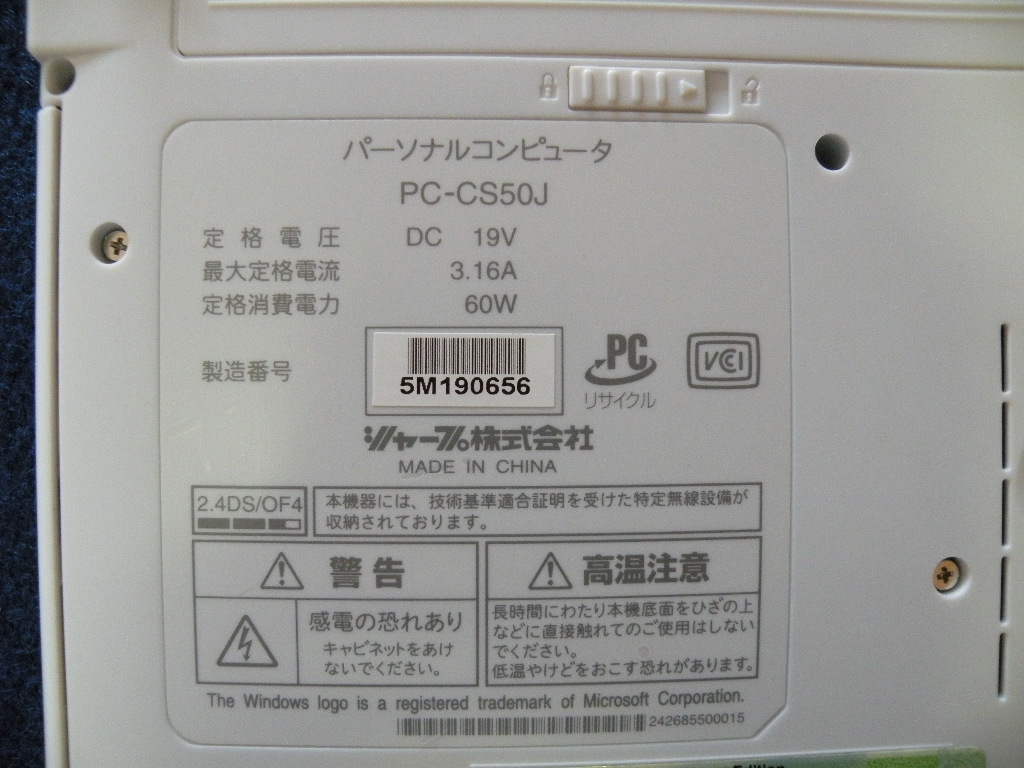 パーソナルコンピュータ
PC-CS50J
定格電圧 DC 19V
最大定格電流 3.16A
定格消費電力 60W
製造番号
5M190656
PC
リサイクル
VCI
シャープ株式会社
MADE IN CHINA
2.4DS/OF4
本機器には、技術基準適合証明を受けた特定無線設備が
収納されております。
警告
感電の恐れあり
キャビネットをあけ
ないでください。
高温注意
長時間にわたり本機底面をひざの上
などに直接触れてのご使用はしない
でください。
低温やけどをおこす恐れがあります。
The Windows logo is a registered trademark of Microsoft Corporation.
242685500015